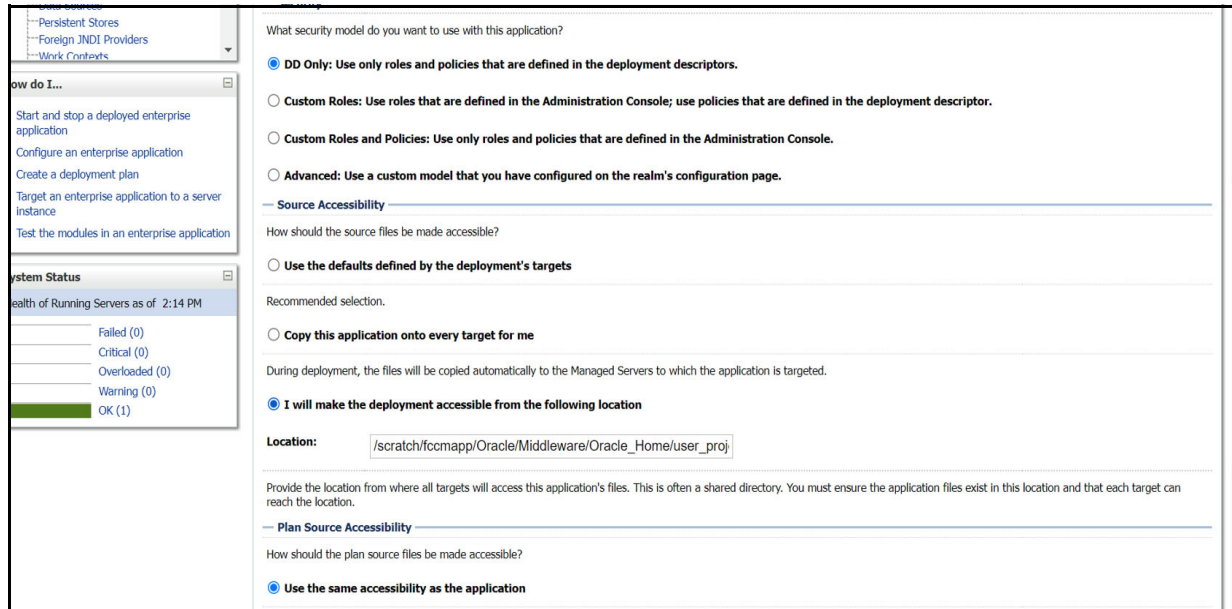 Persistent Stores
Foreign JNDI Providers
Work Contexts
ow do I...
Start and stop a deployed enterprise
application
Configure an enterprise application
Create a deployment plan
Target an enterprise application to a server
instance
Test the modules in an enterprise application
ystem Status
ealth of Running Servers as of 2:14 PM
Failed (0)
Critical (0)
Overloaded (0)
Warning (0)
OK (1)
What security model do you want to use with this application?
DD Only: Use only roles and policies that are defined in the deployment descriptors.
Custom Roles: Use roles that are defined in the Administration Console; use policies that are defined in the deployment descriptor.
Custom Roles and Policies: Use only roles and policies that are defined in the Administration Console.
Advanced: Use a custom model that you have configured on the realm's configuration page.
Source Accessibility
How should the source files be made accessible?
Use the defaults defined by the deployment's targets
Recommended selection.
Copy this application onto every target for me
During deployment, the files will be copied automatically to the Managed Servers to which the application is targeted.
I will make the deployment accessible from the following location
Location: /scratch/fccmapp/Oracle/Middleware/Oracle_Home/user_proj
Provide the location from where all targets will access this application's files. This is often a shared directory. You must ensure the application files exist in this location and that each target can
reach the location.
Plan Source Accessibility
How should the plan source files be made accessible?
Use the same accessibility as the application